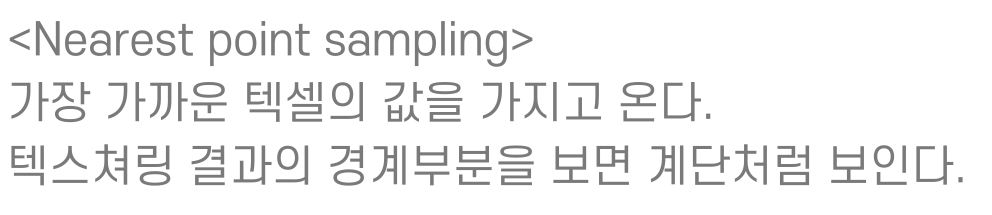 <Nearest point sampling>
가장 가까운 텍셀의 값을 가지고 온다.
텍스쳐링 결과의 경계부분을 보면 계단처럼 보인다.